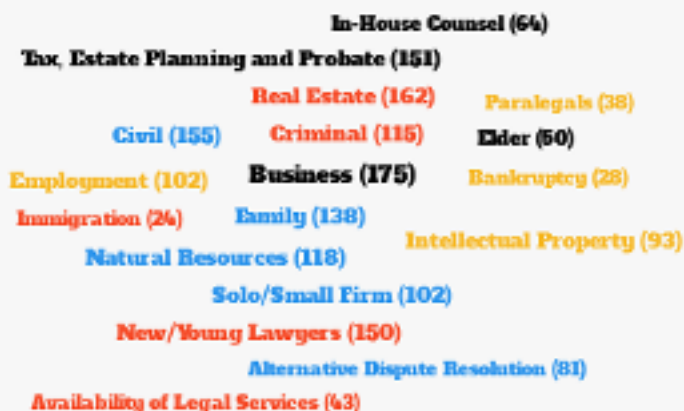 In-House Counsel (64)
Tax, Estate Planning and Probate (151)
Real Estate (162)
Paralegals (38)
Civil (155)
Criminal (115)
Elder (50)
Employment (102)
Business (175)
Bankruptcy (28)
Immigration (24)
Family (138)
Intellectual Property (93)
Natural Resources (118)
Solo/Small Firm (102)
New/Young Lawyers (150)
Alternative Dispute Resolution (81)
Availability of Legal Services (43)